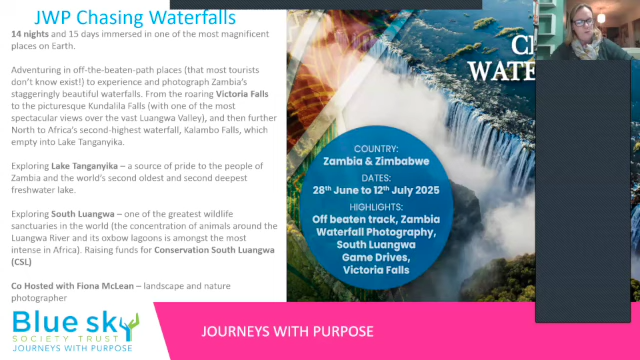 JWP Chasing Waterfalls
14 nights and 15 days immersed in one of the most magnificent
places on Earth.
Adventuring in off-the-beaten-path places (that most tourists
don't know exist!) to experience and photograph Zambia's
staggeringly beautiful waterfalls. From the roaring Victoria Falls
to the picturesque Kundalila Falls (with one of the most
spectacular views over the vast Luangwa Valley), and then further
North to Africa's second-highest waterfall, Kalambo Falls, which
empty into Lake Tanganyika.
Exploring Lake Tanganyika – a source of pride to the people of
Zambia and the world's second oldest and second deepest
freshwater lake.
Exploring South Luangwa – one of the greatest wildlife
sanctuaries in the world (the concentration of animals around the
Luangwa River and its oxbow lagoons is amongst the most
intense in Africa). Raising funds for Conservation South Luangwa
(CSL)
Co Hosted with Fiona McLean – landscape and nature
photographer
C
WATE
COUNTRY:
Zambia & Zimbabwe
DATES:
28th June to 12th July 2025
HIGHLIGHTS:
Off beaten track, Zambia
Waterfall Photography,
South Luangwa
Game Drives,
Victoria Falls
Blue sky
SOCIETY TRUST
JOURNEYS WITH PURPOSE
JOURNEYS WITH PURPOSE